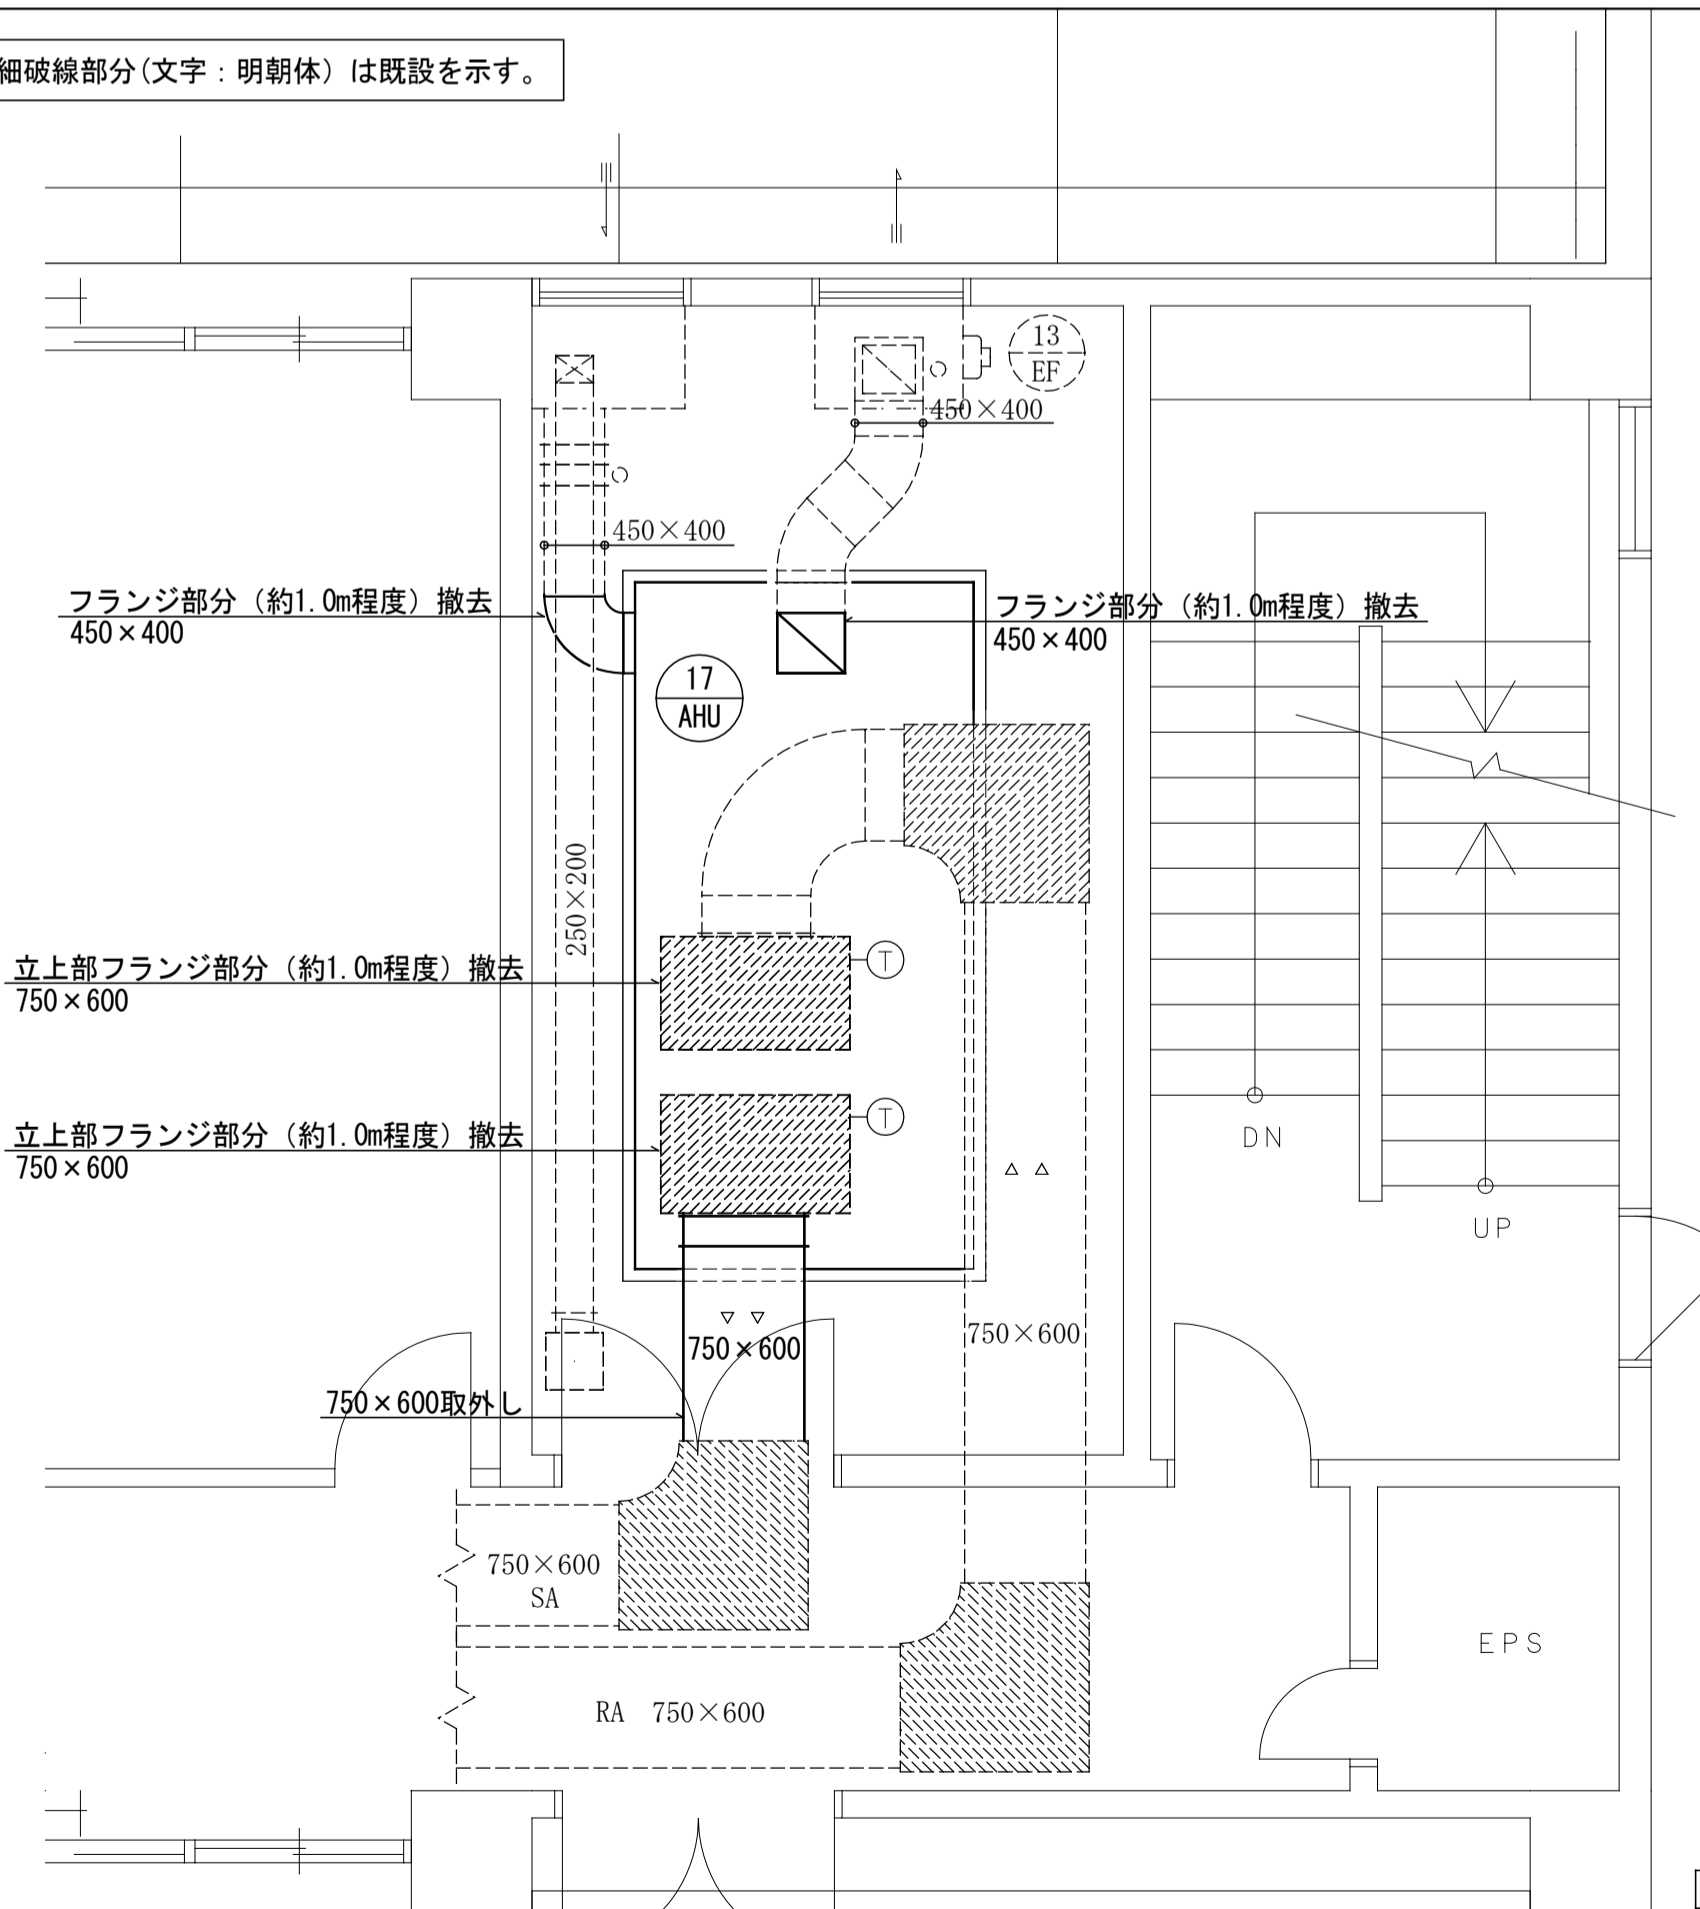 細破線部分(文字：明朝体）は既設を示す。
13
EF
450×400
450×400
フランジ部分（約1.0m程度）撤去
450×400
フランジ部分（約1.0m程度）撤去
450×400
17
AHU
250×200
立上部フランジ部分（約1.0m程度）撤去
750×600
T
立上部フランジ部分（約1.0m程度）撤去
750×600
T
DN
UP
750×600
750×600
750×600取外し
750×600
SA
EPS
RA 750×600